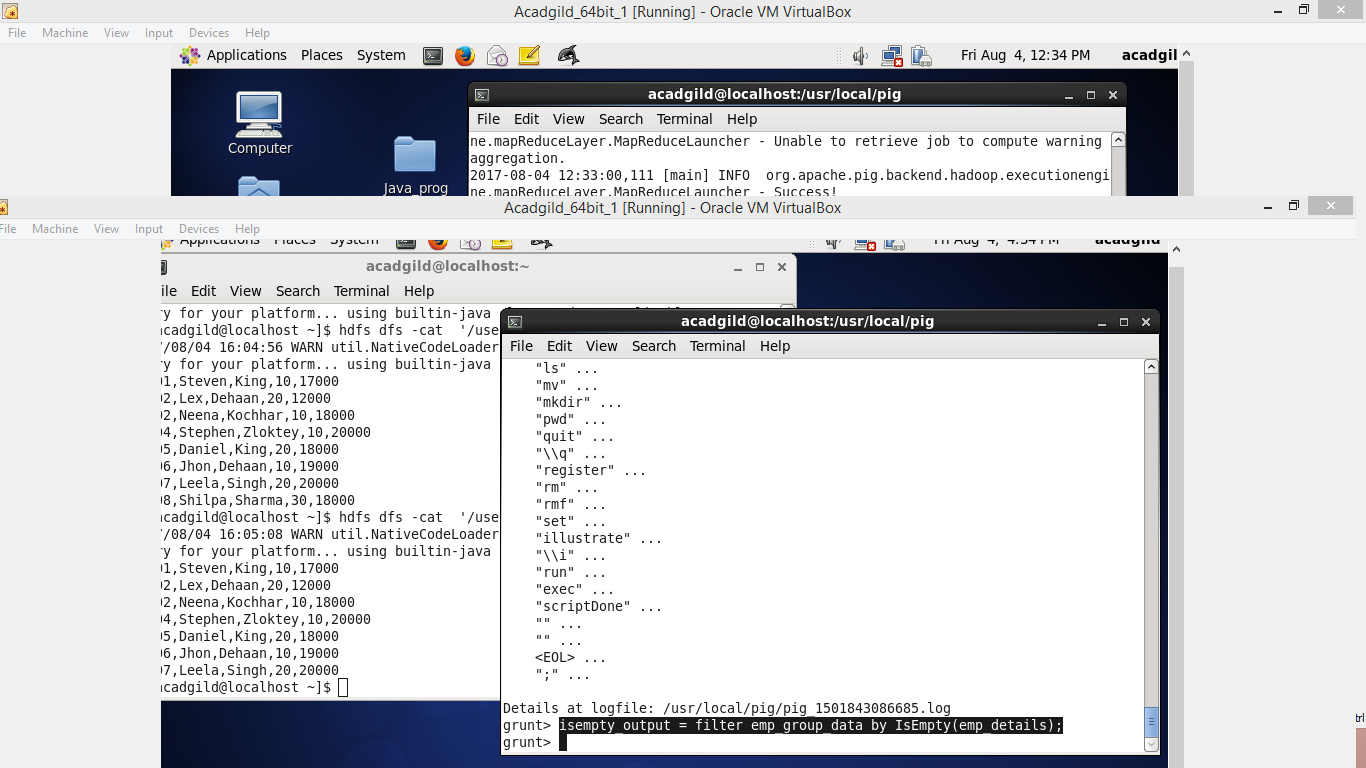 Acadgild_64bit_1 [Running] - Oracle VM VirtualBox
File Machine View Input Devices Help
Applications Places System Fri Aug 4, 12:34 PM acadgil
acadgild@localhost:/usr/local/pig
File Edit View Search Terminal Help
Computer
Java_prog
ne.mapReduceLayer.MapReduceLauncher - Unable to retrieve job to compute warning
aggregation.
2017-08-04 12:33:00,111 [main] INFO  org.apache.pig.backend.hadoop.executionengi
ne.mapReduceLayer.MapReduceLauncher - Success!
Acadgild_64bit_1 [Running] - Oracle VM VirtualBox
File Machine View Input Devices Help
Applications Places System Fri Aug 4, 4:34 PM acadgild
acadgild@localhost:~
ile Edit View Search Terminal Help
ry for your platform... using builtin-java
acadgild@localhost ~]$ hdfs dfs -cat  '/use
7/08/04 16:04:56 WARN util.NativeCodeLoader
ry for your platform... using builtin-java
01,Steven,King,10,17000
02,Lex,Dehaan,20,12000
02,Neena,Kochhar,10,18000
04,Stephen,Zloktey,10,20000
05,Daniel,King,20,18000
06,Jhon,Dehaan,10,19000
07,Leela,Singh,20,20000
08,Shilpa,Sharma,30,18000
acadgild@localhost ~]$ hdfs dfs -cat  '/use
7/08/04 16:05:08 WARN util.NativeCodeLoader
ry for your platform... using builtin-java
01,Steven,King,10,17000
02,Lex,Dehaan,20,12000
02,Neena,Kochhar,10,18000
04,Stephen,Zloktey,10,20000
05,Daniel,King,20,18000
06,Jhon,Dehaan,10,19000
07,Leela,Singh,20,20000
acadgild@localhost ~]$
acadgild@localhost:/usr/local/pig
File Edit View Search Terminal Help
"ls" ...
"mv" ...
"mkdir" ...
"pwd" ...
"quit" ...
"\\q" ...
"register" ...
"rm" ...
"rmf" ...
"set" ...
"illustrate" ...
"\\i" ...
"run" ...
"exec" ...
"scriptDone" ...
"" ...
"" ...
<EOL> ...
";" ...
Details at logfile: /usr/local/pig/pig_1501843086685.log
grunt> isempty_output = filter emp_group_data by IsEmpty(emp_details);
grunt>